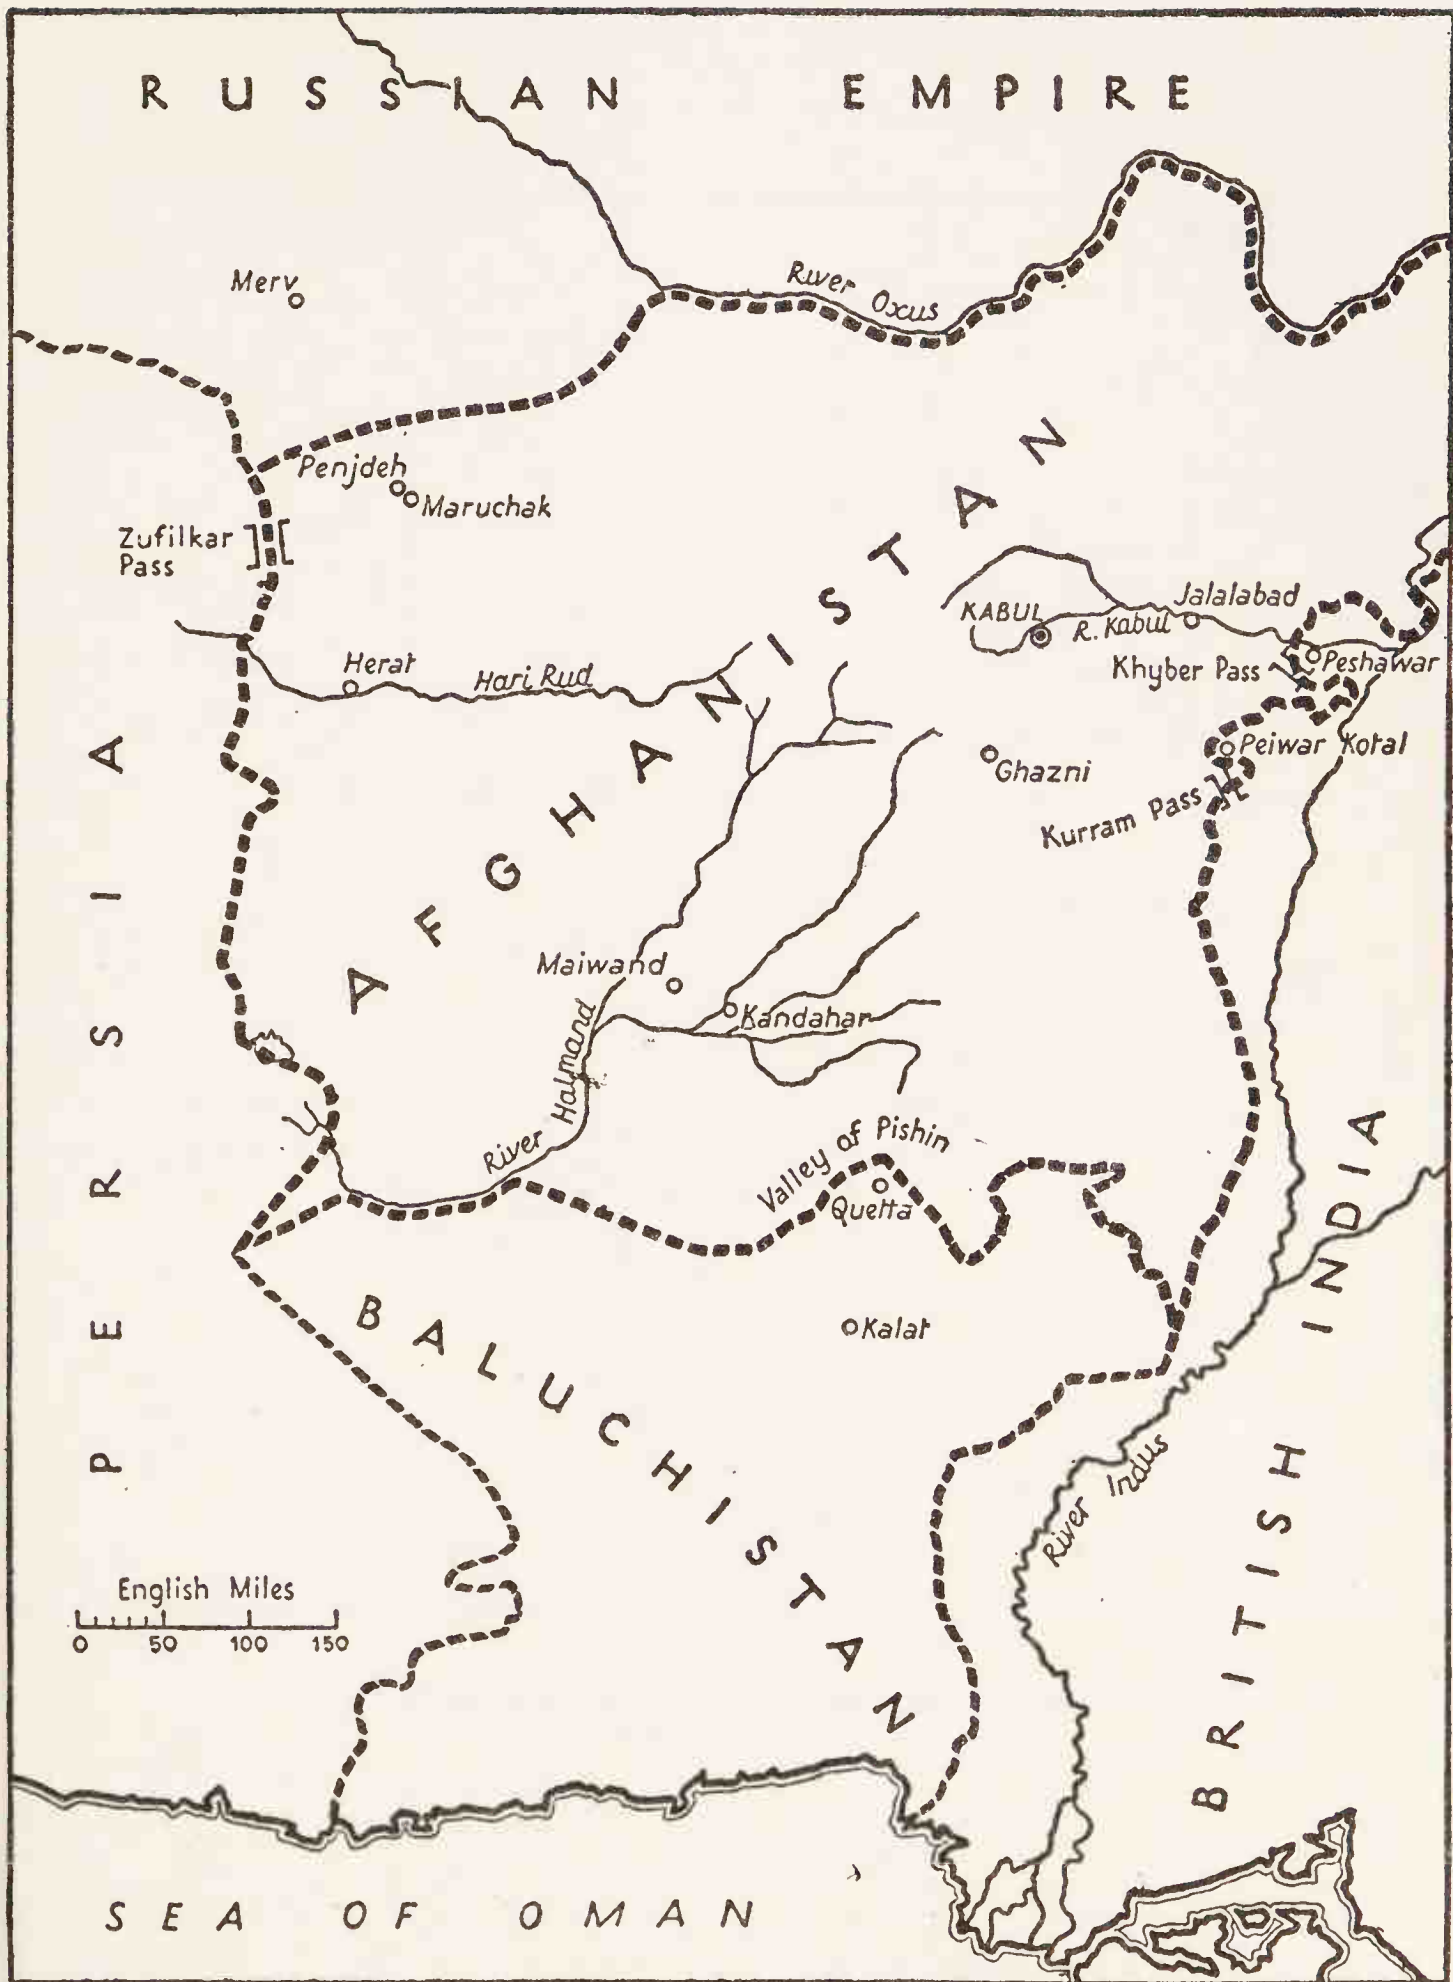 RUSSIAN EMPIRE
Merv
River Oxus
Penjdeh
Maruchak
Zufilkar
Pass
AFGHANISTAN
KABUL
R. Kabul
Jalalabad
Khyber Pass
Peshawar
Herat
Hari Rud
Peiwar Kotal
Ghazni
Kurram Pass
PERSIA
Maiwand
Kandahar
River Halmand
Valley of Pishin
Quetta
BALUCHISTAN
Kalat
BRITISH INDIA
River Indus
English Miles
0 50 100 150
SEA OF OMAN